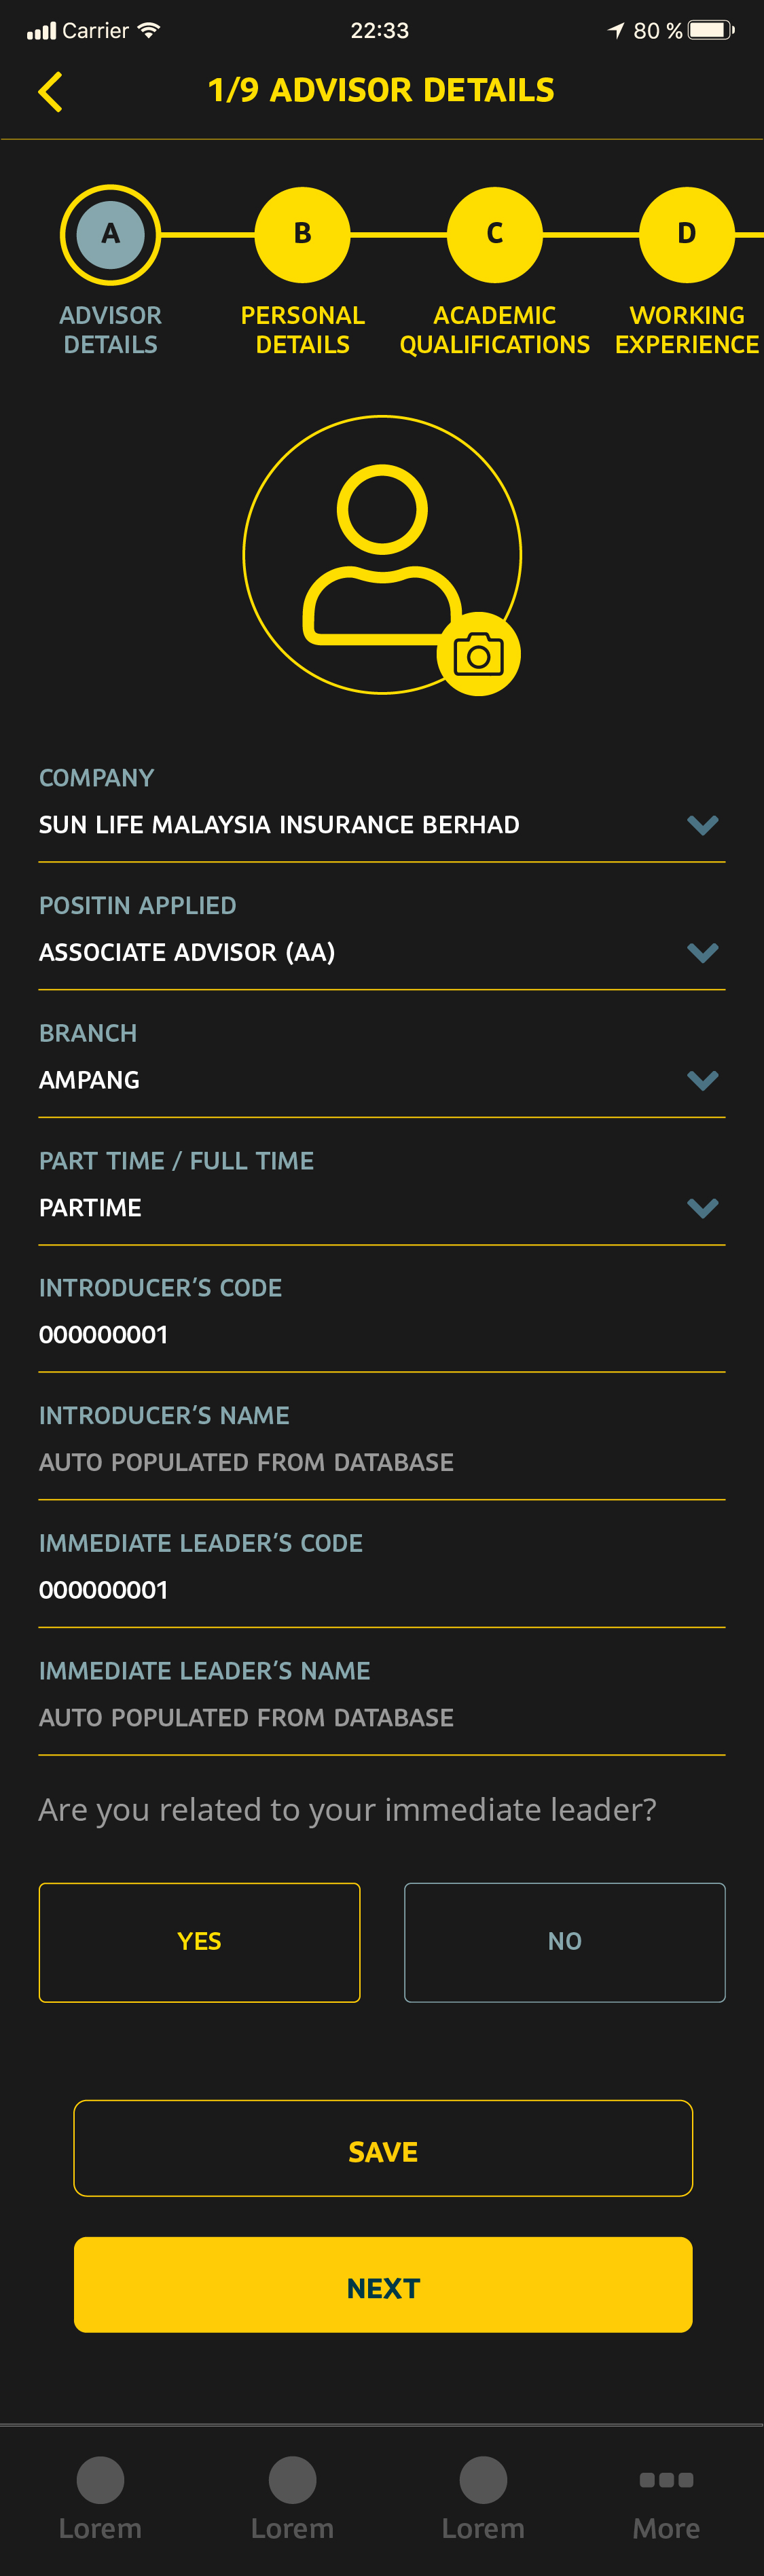 Carrier 22:33 80 %
1/9 ADVISOR DETAILS
A B C D
ADVISOR DETAILS
PERSONAL DETAILS
ACADEMIC QUALIFICATIONS
WORKING EXPERIENCE
COMPANY
SUN LIFE MALAYSIA INSURANCE BERHAD
POSITIN APPLIED
ASSOCIATE ADVISOR (AA)
BRANCH
AMPANG
PART TIME / FULL TIME
PARTIME
INTRODUCER’S CODE
000000001
INTRODUCER’S NAME
AUTO POPULATED FROM DATABASE
IMMEDIATE LEADER’S CODE
000000001
IMMEDIATE LEADER’S NAME
AUTO POPULATED FROM DATABASE
Are you related to your immediate leader?
YES NO
SAVE
NEXT
Lorem Lorem Lorem More